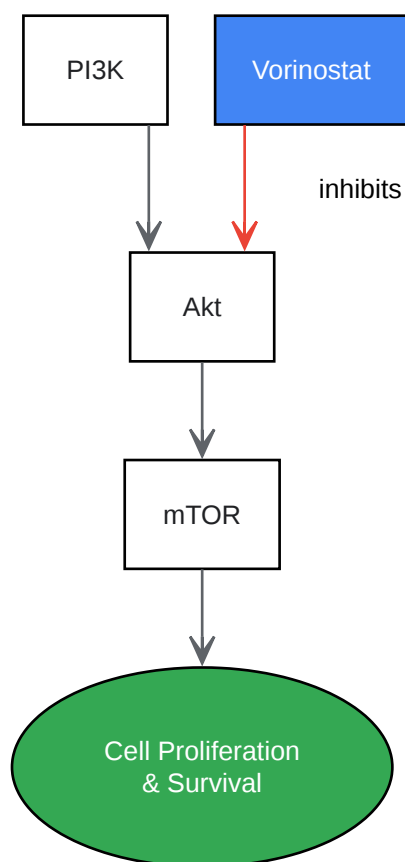 PI3K
Vorinostat
inhibits
Akt
mTOR
Cell Proliferation
& Survival